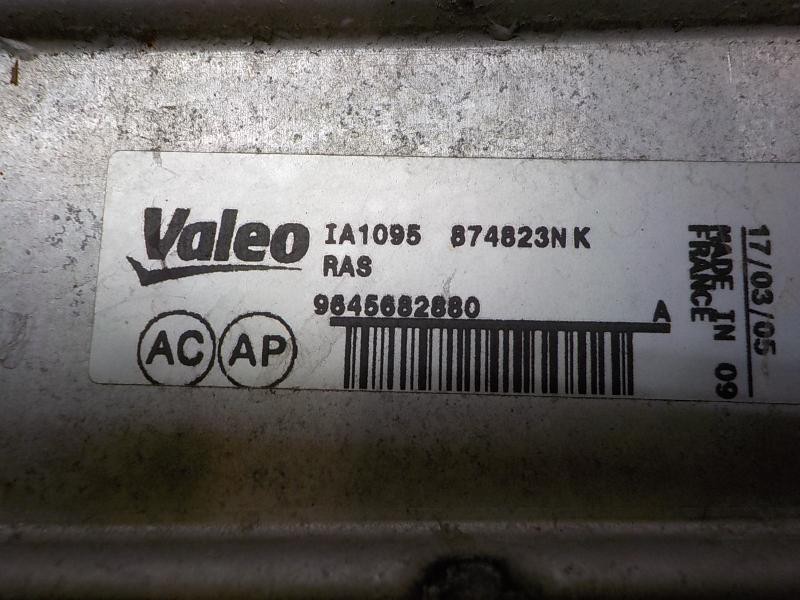 Valeo IA1095 874823N K
RAS
9645682880 A
AC AP
17/03/05 09
MADE IN
FRANCE